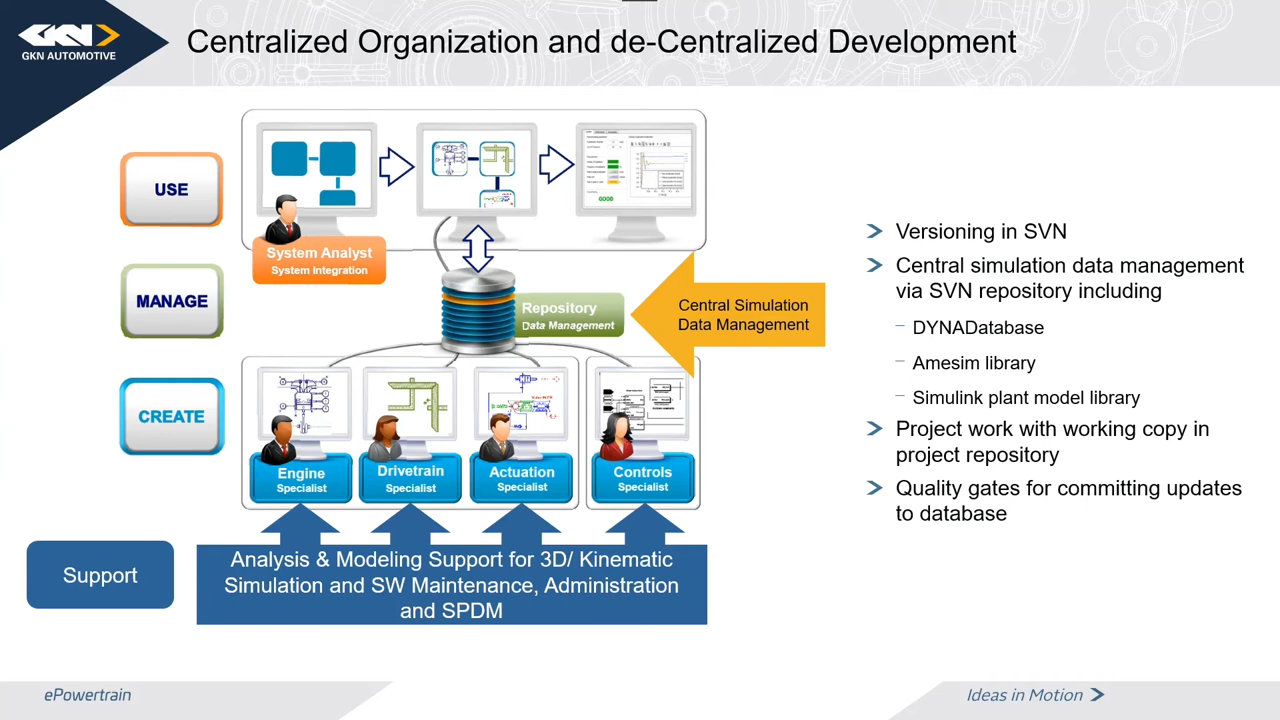 GKN
GKN AUTOMOTIVE
Centralized Organization and de-Centralized Development
USE
MANAGE
CREATE
Support
System Analyst
System Integration
Repository
Data Management
Central Simulation
Data Management
Engine
Specialist
Drivetrain
Specialist
Actuation
Specialist
Controls
Specialist
Analysis & Modeling Support for 3D/ Kinematic
Simulation and SW Maintenance, Administration
and SPDM
Versioning in SVN
Central simulation data management
via SVN repository including
DYNADatabase
Amesim library
Simulink plant model library
Project work with working copy in
project repository
Quality gates for committing updates
to database
ePowertrain
Ideas in Motion